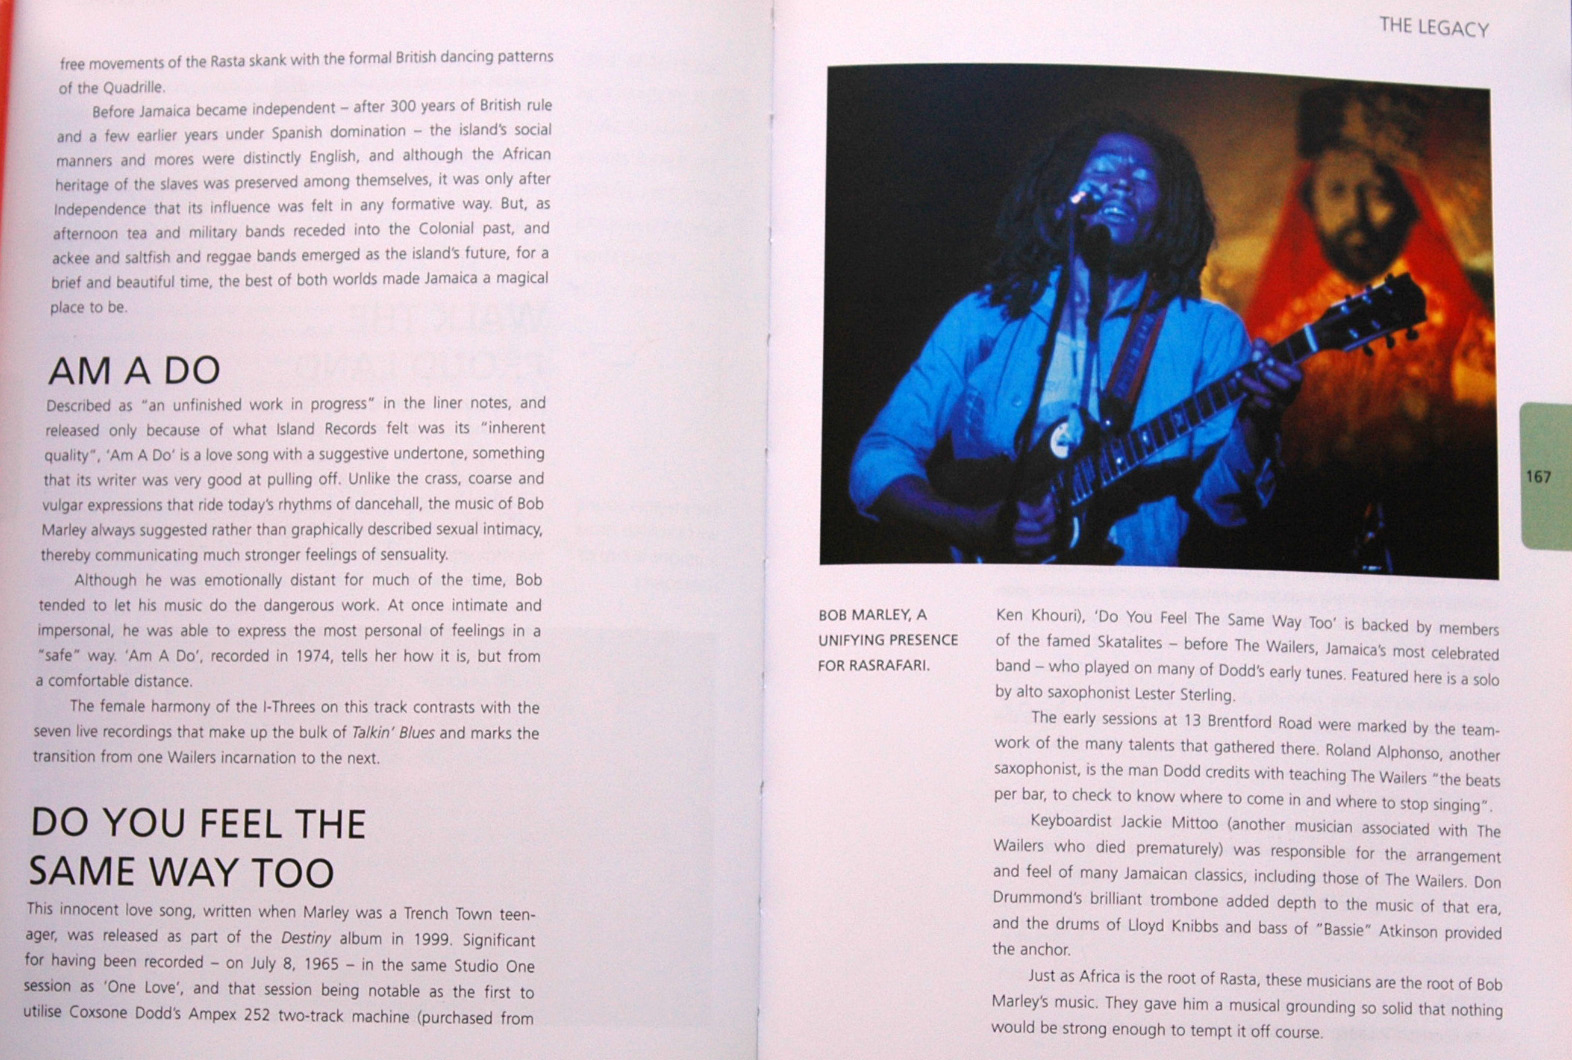 free movements of the Rasta skank with the formal British dancing patterns
of the Quadrille.
Before Jamaica became independent – after 300 years of British rule
and a few earlier years under Spanish domination – the island's social
manners and mores were distinctly English, and although the African
heritage of the slaves was preserved among themselves, it was only after
Independence that its influence was felt in any formative way. But, as
afternoon tea and military bands receded into the Colonial past, and
ackee and saltfish and reggae bands emerged as the island's future, for a
brief and beautiful time, the best of both worlds made Jamaica a magical
place to be.
AM A DO
Described as “an unfinished work in progress” in the liner notes, and
released only because of what Island Records felt was its “inherent
quality”, ‘Am A Do’ is a love song with a suggestive undertone, something
that its writer was very good at pulling off. Unlike the crass, coarse and
vulgar expressions that ride today's rhythms of dancehall, the music of Bob
Marley always suggested rather than graphically described sexual intimacy,
thereby communicating much stronger feelings of sensuality.
Although he was emotionally distant for much of the time, Bob
tended to let his music do the dangerous work. At once intimate and
impersonal, he was able to express the most personal of feelings in a
“safe” way. ‘Am A Do’, recorded in 1974, tells her how it is, but from
a comfortable distance.
The female harmony of the I-Threes on this track contrasts with the
seven live recordings that make up the bulk of Talkin’ Blues and marks the
transition from one Wailers incarnation to the next.
DO YOU FEEL THE
SAME WAY TOO
This innocent love song, written when Marley was a Trench Town teen-
ager, was released as part of the Destiny album in 1999. Significant
for having been recorded – on July 8, 1965 – in the same Studio One
session as ‘One Love’, and that session being notable as the first to
utilise Coxsone Dodd's Ampex 252 two-track machine (purchased from
THE LEGACY
167
BOB MARLEY, A
UNIFYING PRESENCE
FOR RASRAFARI.
Ken Khouri), ‘Do You Feel The Same Way Too’ is backed by members
of the famed Skatalites – before The Wailers, Jamaica's most celebrated
band – who played on many of Dodd's early tunes. Featured here is a solo
by alto saxophonist Lester Sterling.
The early sessions at 13 Brentford Road were marked by the team-
work of the many talents that gathered there. Roland Alphonso, another
saxophonist, is the man Dodd credits with teaching The Wailers “the beats
per bar, to check to know where to come in and where to stop singing”.
Keyboardist Jackie Mittoo (another musician associated with The
Wailers who died prematurely) was responsible for the arrangement
and feel of many Jamaican classics, including those of The Wailers. Don
Drummond's brilliant trombone added depth to the music of that era,
and the drums of Lloyd Knibbs and bass of “Bassie” Atkinson provided
the anchor.
Just as Africa is the root of Rasta, these musicians are the root of Bob
Marley's music. They gave him a musical grounding so solid that nothing
would be strong enough to tempt it off course.